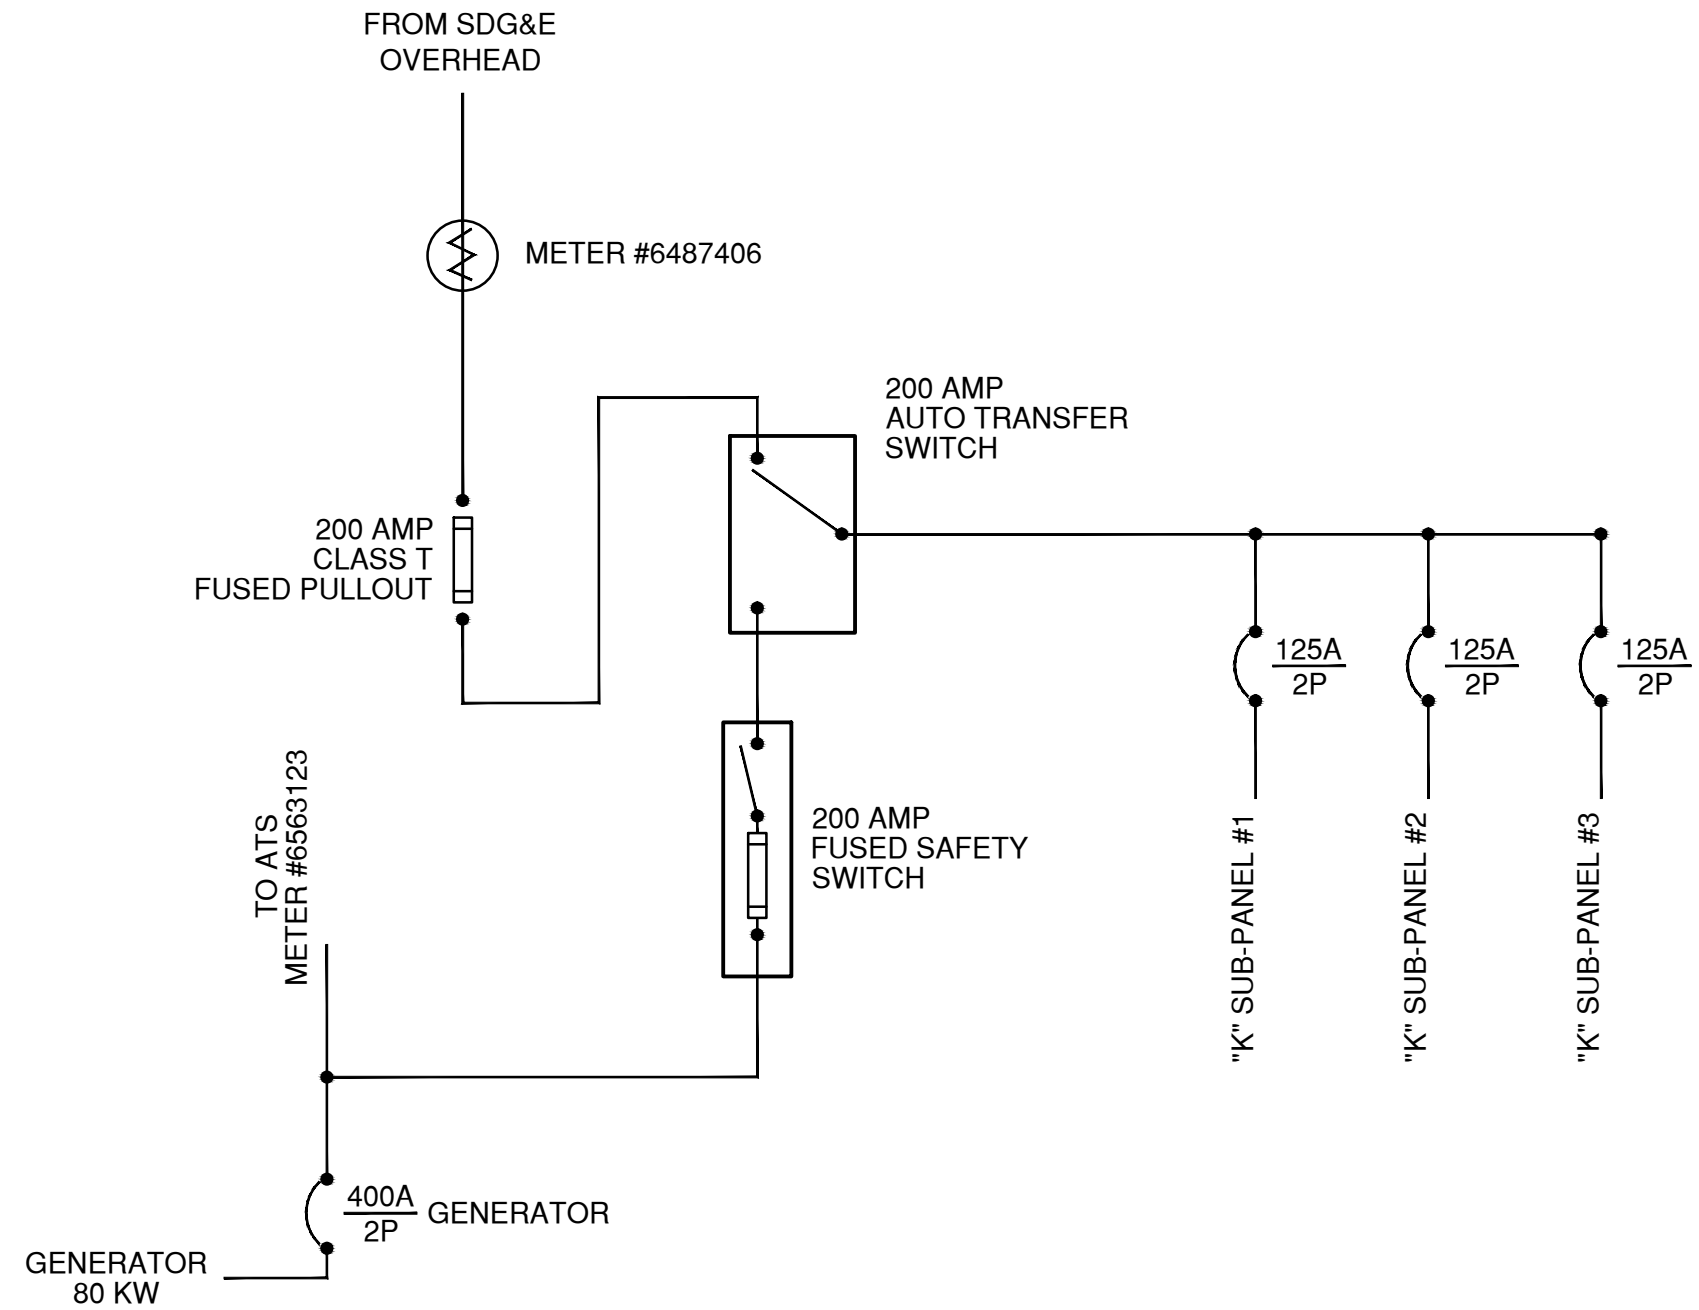 FROM SDG&E
OVERHEAD
METER #6487406
200 AMP
AUTO TRANSFER
SWITCH
200 AMP
CLASS T
FUSED PULLOUT
125A
2P
125A
2P
125A
2P
TO ATS
METER #6563123
200 AMP
FUSED SAFETY
SWITCH
"K" SUB-PANEL #1
"K" SUB-PANEL #2
"K" SUB-PANEL #3
400A
2P
GENERATOR
GENERATOR
80 KW